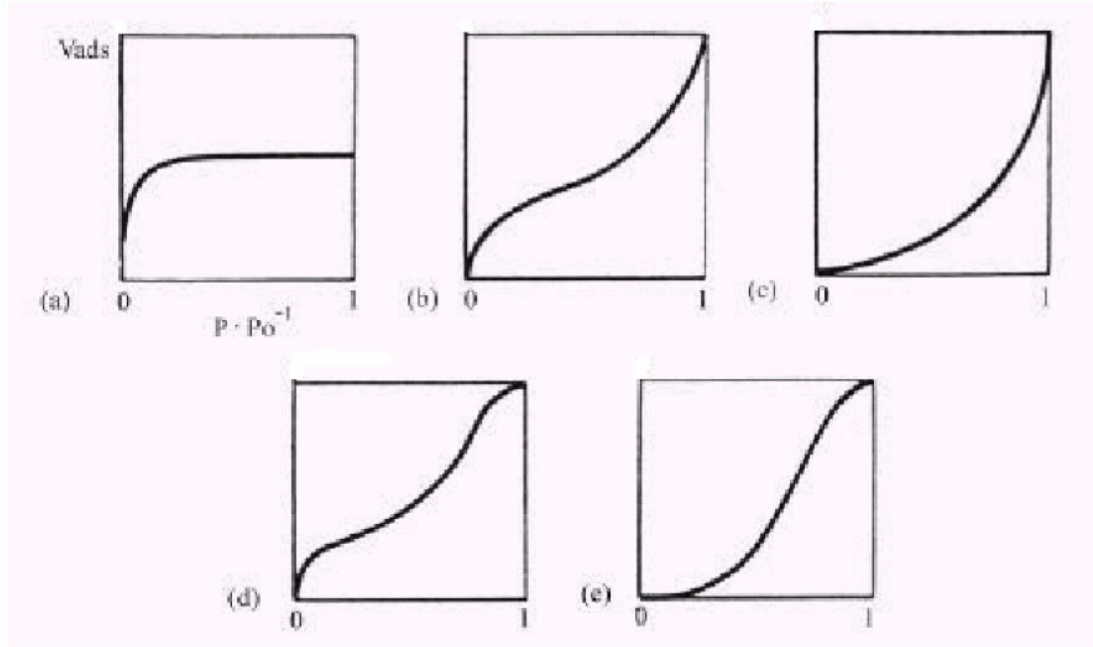 Vads
(a) 0 1
P · Po⁻¹
(b) 0 1
(c) 0 1
(d) 0 1
(e) 0 1